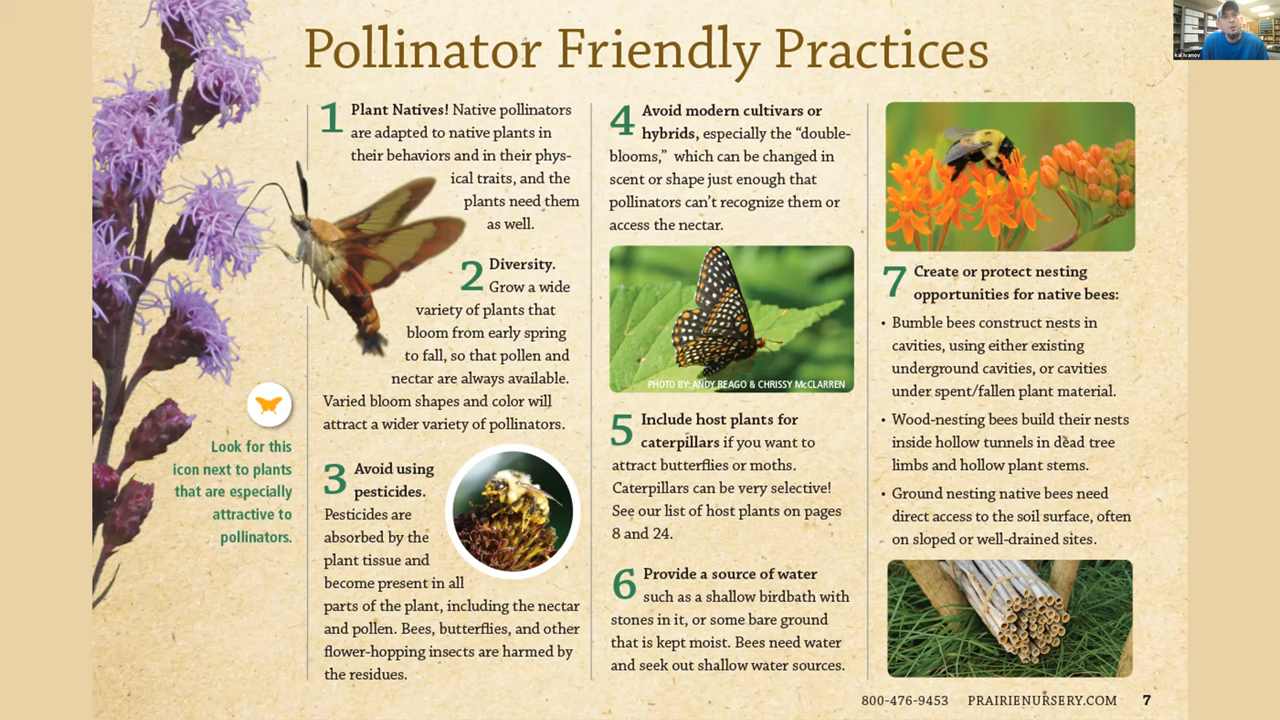 Pollinator Friendly Practices
1 Plant Natives! Native pollinators
are adapted to native plants in
their behaviors and in their phys-
ical traits, and the
plants need them
as well.
2 Diversity.
Grow a wide
variety of plants that
bloom from early spring
to fall, so that pollen and
nectar are always available.
Varied bloom shapes and color will
attract a wider variety of pollinators.
Look for this
icon next to plants
that are especially
attractive to
pollinators.
3 Avoid using
pesticides.
Pesticides are
absorbed by the
plant tissue and
become present in all
parts of the plant, including the nectar
and pollen. Bees, butterflies, and other
flower-hopping insects are harmed by
the residues.
4 Avoid modern cultivars or
hybrids, especially the “double-
blooms,” which can be changed in
scent or shape just enough that
pollinators can’t recognize them or
access the nectar.
PHOTO BY: ANDY REAGO & CHRISSY McCLARREN
5 Include host plants for
caterpillars if you want to
attract butterflies or moths.
Caterpillars can be very selective!
See our list of host plants on pages
8 and 24.
6 Provide a source of water
such as a shallow birdbath with
stones in it, or some bare ground
that is kept moist. Bees need water
and seek out shallow water sources.
7 Create or protect nesting
opportunities for native bees:
• Bumble bees construct nests in
cavities, using either existing
underground cavities, or cavities
under spent/fallen plant material.
• Wood-nesting bees build their nests
inside hollow tunnels in dead tree
limbs and hollow plant stems.
• Ground nesting native bees need
direct access to the soil surface, often
on sloped or well-drained sites.
800-476-9453 PRAIRIENURSERY.COM 7
kal ivanov